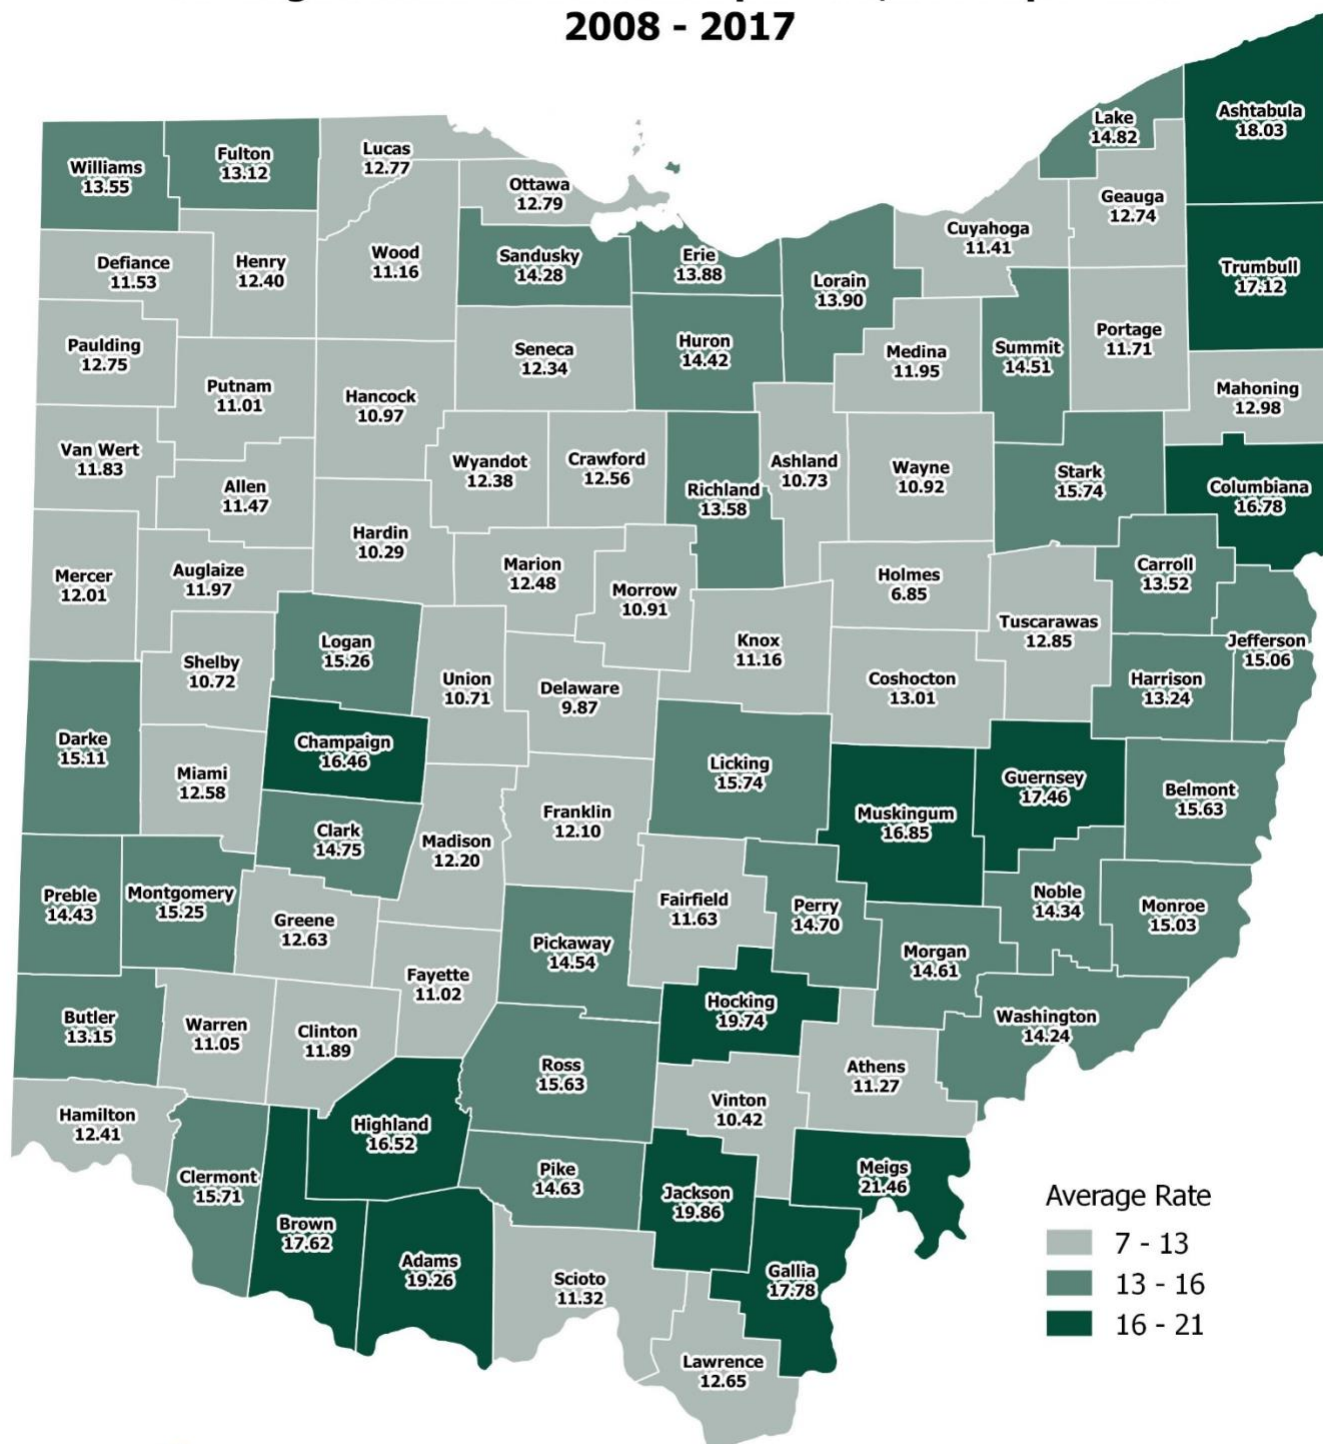 2008 - 2017
Ashtabula
18.03
Lake
14.82
Lucas
12.77
Fulton
13.12
Williams
13.55
Ottawa
12.79
Geauga
12.74
Cuyahoga
11.41
Wood
11.16
Sandusky
14.28
Erie
13.88
Defiance
11.53
Henry
12.40
Trumbull
17.12
Lorain
13.90
Portage
11.71
Paulding
12.75
Seneca
12.34
Huron
14.42
Medina
11.95
Summit
14.51
Putnam
11.01
Hancock
10.97
Mahoning
12.98
Van Wert
11.83
Wyandot
12.38
Crawford
12.56
Ashland
10.73
Wayne
10.92
Stark
15.74
Allen
11.47
Richland
13.58
Columbiana
16.78
Hardin
10.29
Marion
12.48
Carroll
13.52
Mercer
12.01
Auglaize
11.97
Morrow
10.91
Holmes
6.85
Tuscarawas
12.85
Logan
15.26
Knox
11.16
Jefferson
15.06
Shelby
10.72
Union
10.71
Delaware
9.87
Coshocton
13.01
Harrison
13.24
Darke
15.11
Champaign
16.46
Licking
15.74
Miami
12.58
Guernsey
17.46
Belmont
15.63
Franklin
12.10
Muskingum
16.85
Clark
14.75
Madison
12.20
Preble
14.43
Montgomery
15.25
Fairfield
11.63
Perry
14.70
Noble
14.34
Monroe
15.03
Greene
12.63
Pickaway
14.54
Morgan
14.61
Fayette
11.02
Hocking
19.74
Butler
13.15
Warren
11.05
Clinton
11.89
Washington
14.24
Ross
15.63
Athens
11.27
Hamilton
12.41
Highland
16.52
Vinton
10.42
Clermont
15.71
Pike
14.63
Meigs
21.46
Jackson
19.86
Brown
17.62
Adams
19.26
Scioto
11.32
Gallia
17.78
Lawrence
12.65
Average Rate
7 - 13
13 - 16
16 - 21